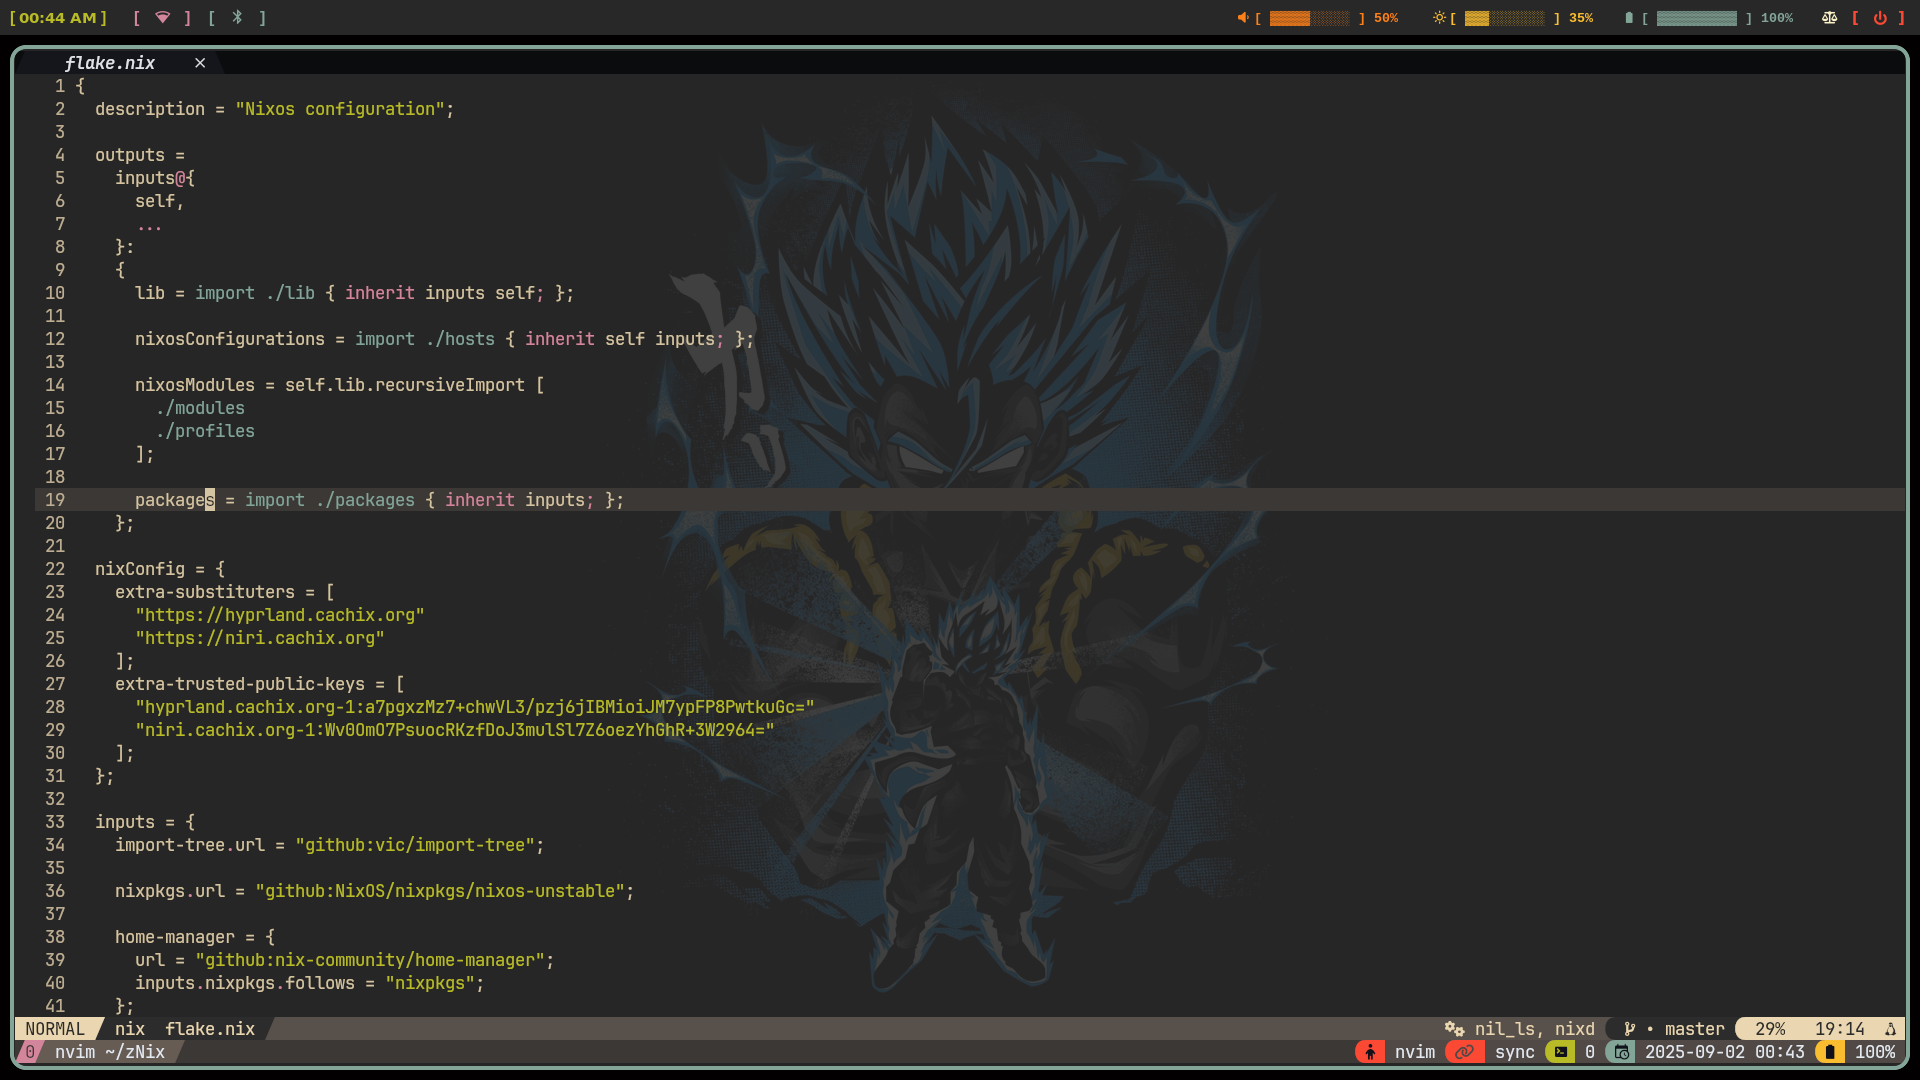 [00:44 AM] [ ] [ ] [ ] 50% [ ] 35% [ ] 100% [ ]
flake.nix ×
1 {
2 description = "Nixos configuration";
3
4 outputs =
5 inputs@{
6 self,
7 ...
8 }:
9 {
10 lib = import ./lib { inherit inputs self; };
11
12 nixosConfigurations = import ./hosts { inherit self inputs; };
13
14 nixosModules = self.lib.recursiveImport [
15 ./modules
16 ./profiles
17 ];
18
19 packages = import ./packages { inherit inputs; };
20 };
21
22 nixConfig = {
23 extra-substituters = [
24 "https://hyprland.cachix.org"
25 "https://niri.cachix.org"
26 ];
27 extra-trusted-public-keys = [
28 "hyprland.cachix.org-1:a7pgxzMz7+chwVL3/pzj6jIBMioiJM7ypFP8PwtkuGc="
29 "niri.cachix.org-1:Wv0OmO7PsuocRKzfDoJ3mulSl7Z6oezYhGhR+3W2964="
30 ];
31 };
32
33 inputs = {
34 import-tree.url = "github:vic/import-tree";
35
36 nixpkgs.url = "github:NixOS/nixpkgs/nixos-unstable";
37
38 home-manager = {
39 url = "github:nix-community/home-manager";
40 inputs.nixpkgs.follows = "nixpkgs";
41 };
NORMAL nix flake.nix nil_ls, nixd • master 29% 19:14
0 nvim ~/zNix nvim sync 0 2025-09-02 00:43 100%